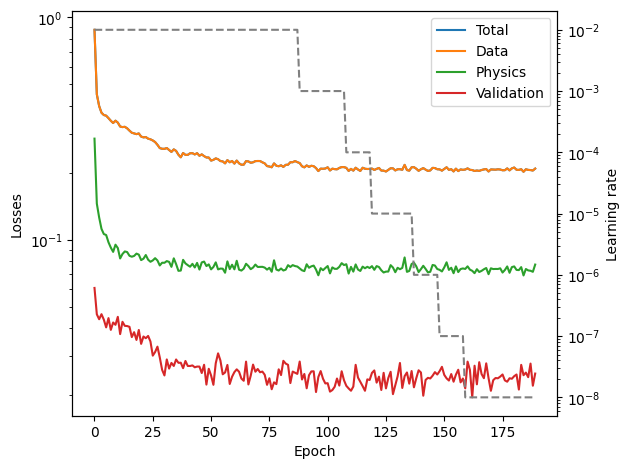 Total
Data
Physics
Validation
Losses
10⁰
10⁻¹
Learning rate
10⁻²
10⁻³
10⁻⁴
10⁻⁵
10⁻⁶
10⁻⁷
10⁻⁸
0 25 50 75 100 125 150 175
Epoch